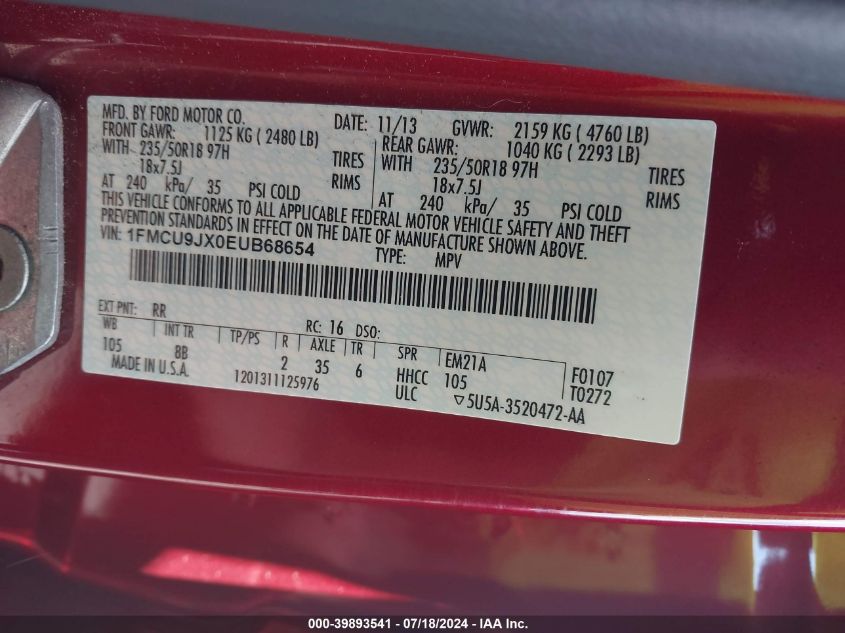 MFD. BY FORD MOTOR CO.
DATE: 11/13 GVWR: 2159 KG ( 4760 LB)
FRONT GAWR: 1125 KG ( 2480 LB) REAR GAWR: 1040 KG ( 2293 LB)
WITH 235/50R18 97H TIRES WITH 235/50R18 97H TIRES
18x7.5J RIMS 18x7.5J RIMS
AT 240 kPa/ 35 PSI COLD AT 240 kPa/ 35 PSI COLD
THIS VEHICLE CONFORMS TO ALL APPLICABLE FEDERAL MOTOR VEHICLE SAFETY AND THEFT
PREVENTION STANDARDS IN EFFECT ON THE DATE OF MANUFACTURE SHOWN ABOVE.
VIN: 1FMCU9JX0EUB68654 TYPE: MPV
EXT PNT: RR RC: 16 DSO:
WB INT TR TP/PS R AXLE TR SPR EM21A F0107
105 8B 2 35 6 HHCC 105 T0272
MADE IN U.S.A. 1201311125976 ULC ▽5U5A-3520472-AA
000-39893541 - 07/18/2024 - IAA Inc.